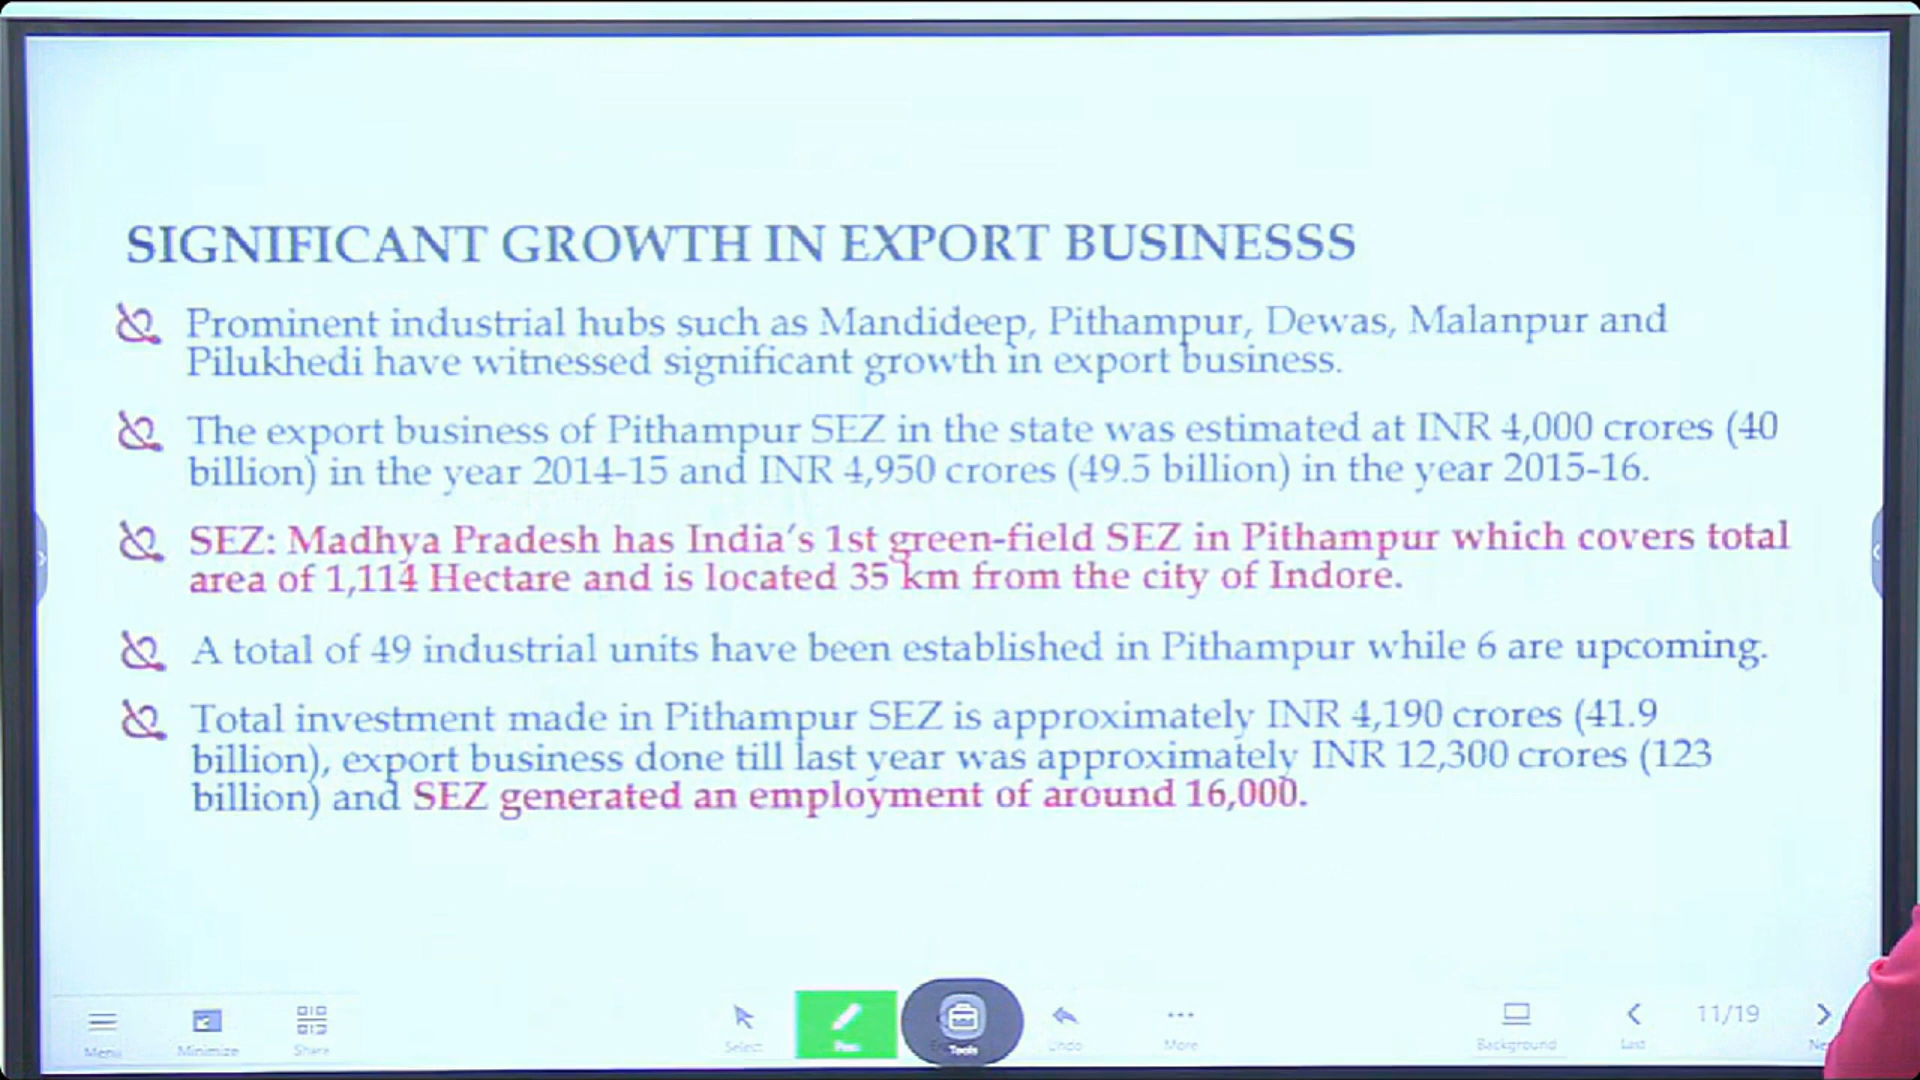 SIGNIFICANT GROWTH IN EXPORT BUSINESSS
Prominent industrial hubs such as Mandideep, Pithampur, Dewas, Malanpur and
Pilukhedi have witnessed significant growth in export business.
The export business of Pithampur SEZ in the state was estimated at INR 4,000 crores (40
billion) in the year 2014-15 and INR 4,950 crores (49.5 billion) in the year 2015-16.
SEZ: Madhya Pradesh has India's 1st green-field SEZ in Pithampur which covers total
area of 1,114 Hectare and is located 35 km from the city of Indore.
A total of 49 industrial units have been established in Pithampur while 6 are upcoming.
Total investment made in Pithampur SEZ is approximately INR 4,190 crores (41.9
billion), export business done till last year was approximately INR 12,300 crores (123
billion) and SEZ generated an employment of around 16,000.
Menu Minimize Share Select Pen Tools Undo More Background Last 11/19